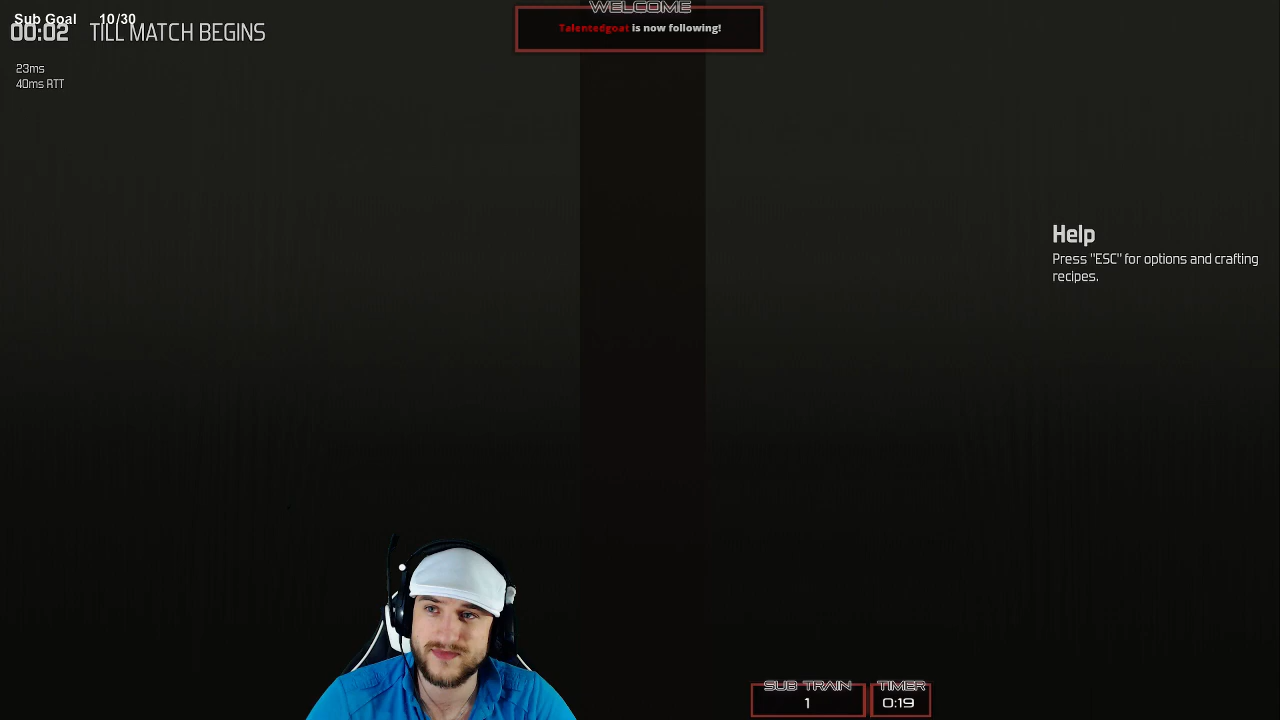 Sub Goal 10/30
00:02 TILL MATCH BEGINS
23ms
40ms RTT
WELCOME
Talentedgoat is now following!
Help
Press "ESC" for options and crafting
recipes.
SUB TRAIN
1
TIMER
0:19